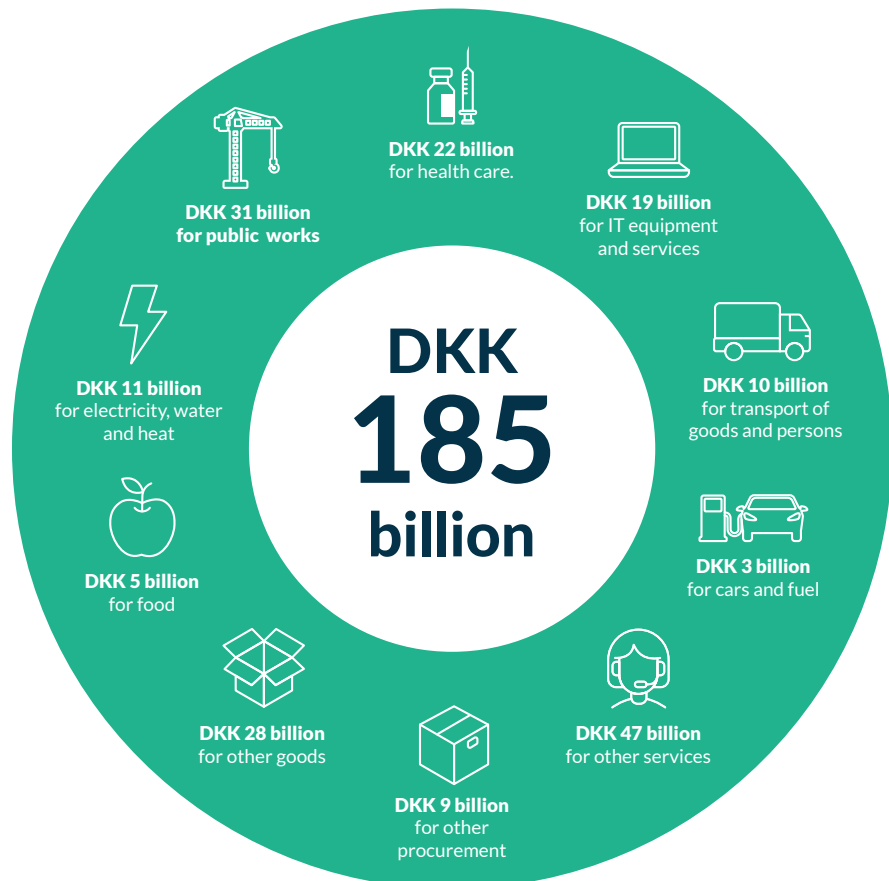 DKK 22 billion
for health care.
DKK 19 billion
for IT equipment
and services
DKK 10 billion
for transport of
goods and persons
DKK 3 billion
for cars and fuel
DKK 47 billion
for other services
DKK 9 billion
for other
procurement
DKK 28 billion
for other goods
DKK 5 billion
for food
DKK 11 billion
for electricity, water
and heat
DKK 31 billion
for public works
DKK
185
billion